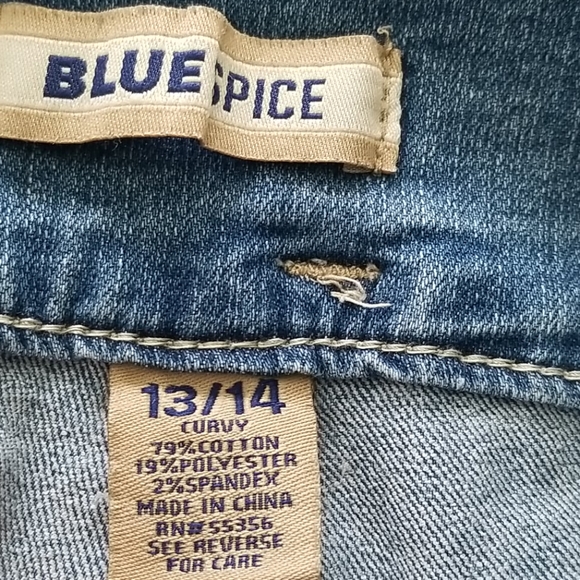 BLUE SPICE
13/14
CURVY
79%COTTON
19%POLYESTER
2%SPANDEX
MADE IN CHINA
RN#55356
SEE REVERSE
FOR CARE